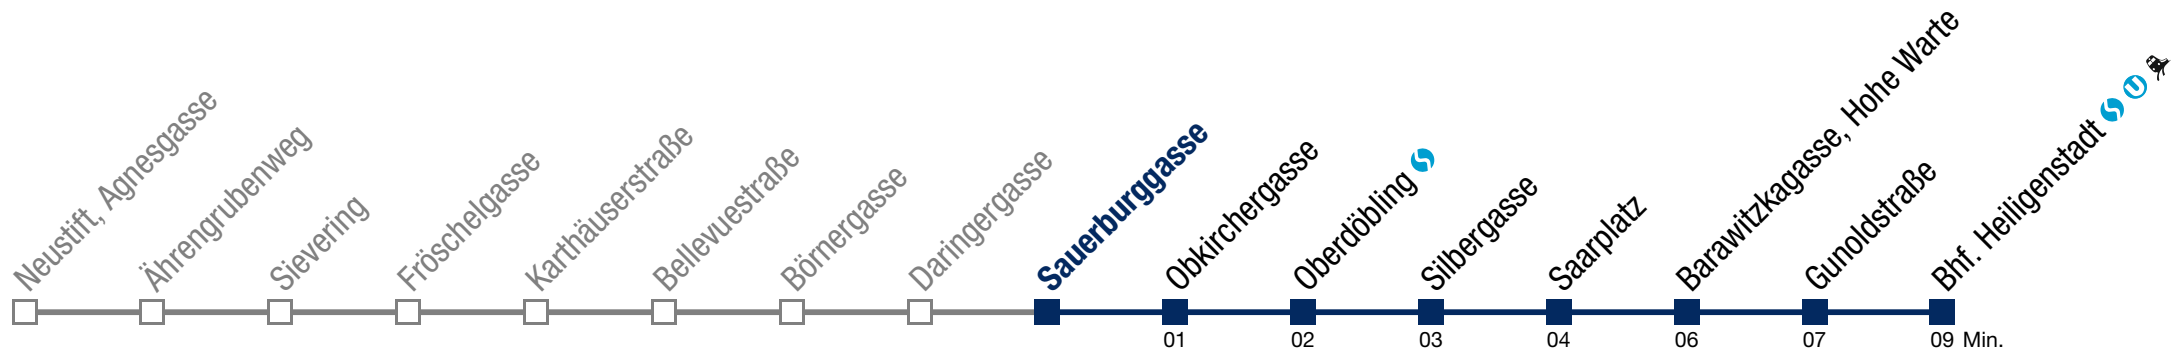 Neustift, Agnesgasse
Ährengrubenweg
Sievering
Fröschelgasse
Karthäuserstraße
Bellevuestraße
Börnergasse
Daringergasse
Sauerburggasse
Obkirchergasse
Oberdöbling
Silbergasse
Saarplatz
Barawitzkagasse, Hohe Warte
Gunoldstraße
Bhf. Heiligenstadt
01 02 03 04 06 07 09 Min.